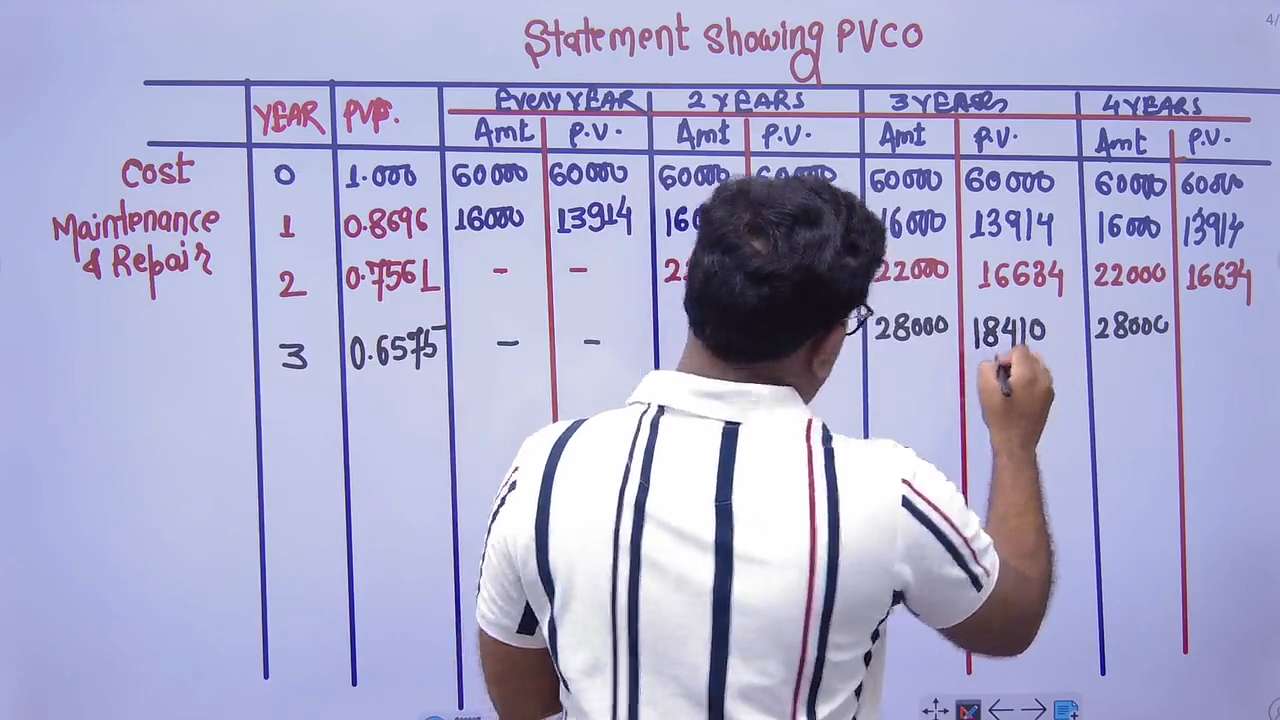 Statement Showing PVCO
4/
YEAR PVF. EVERY YEAR 2 YEARS 3 YEARS 4 YEARS
Amt P.V. Amt P.V. Amt P.V. Amt P.V.
Cost 0 1.000 60000 60000 60000 60000 60000 60000 60000 60000
Maintenance & Repair 1 0.8696 16000 13914 16000 13914 16000 13914
2 0.7561 - - 22000 16634 22000 16634
3 0.6575 - - 28000 18410 28000